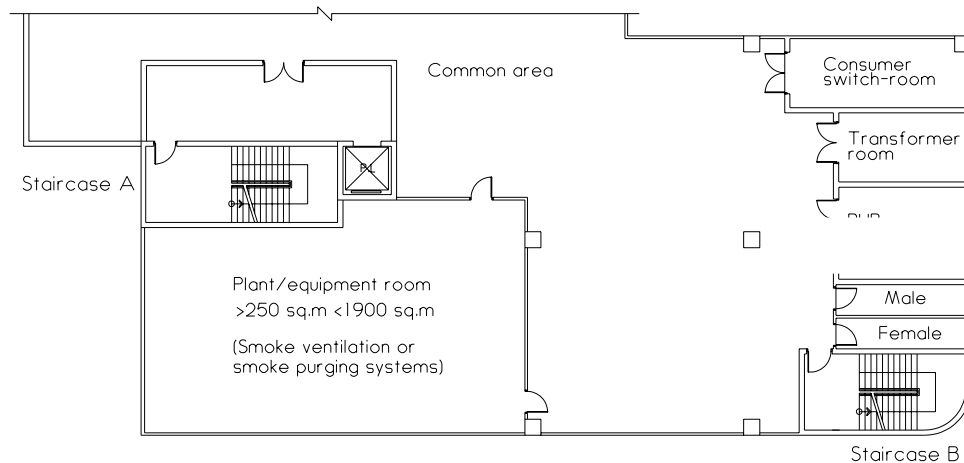 Common area
Consumer
switch-room
Transformer
room
Staircase A
Plant/equipment room
>250 sq.m <1900 sq.m
(Smoke ventilation or
smoke purging systems)
Male
Female
Staircase B